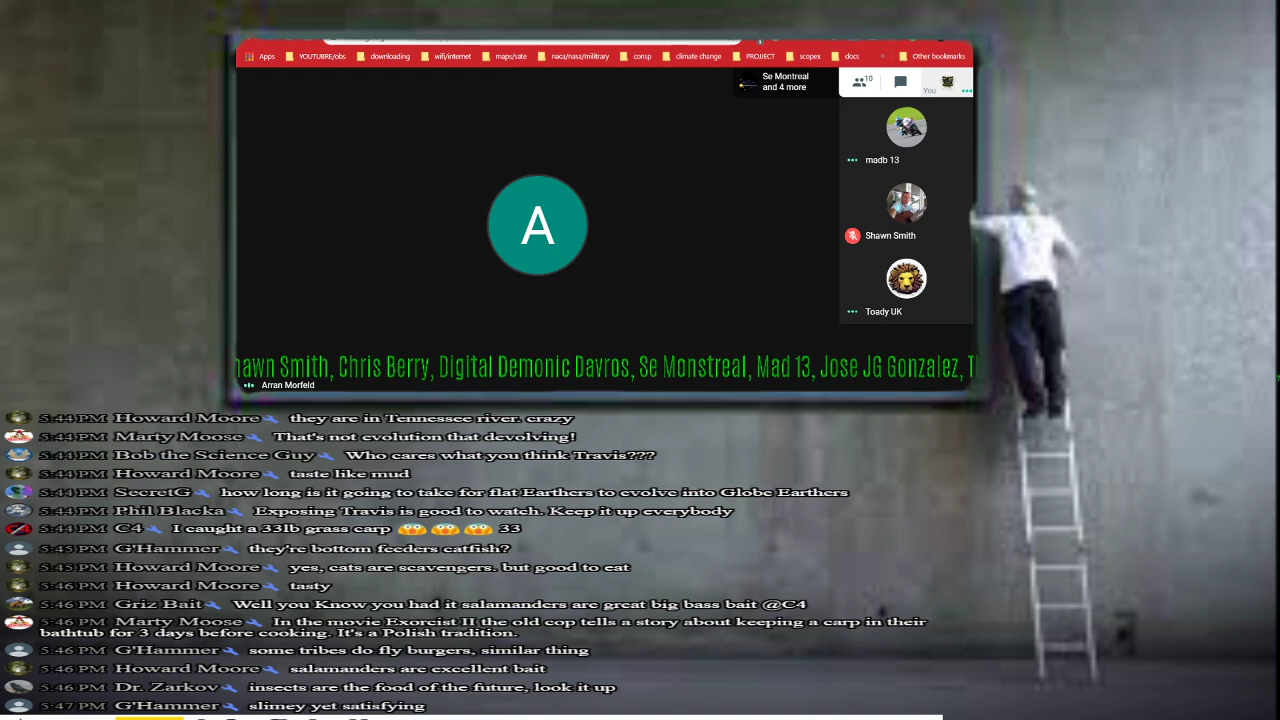 Apps YOUTUBRE/obs downloading wifi/internet maps/sate naca/nasa/militrary consp climate change PROJECT scopex docs Other bookmarks
Se Montreal
and 4 more
10
You
madb 13
Shawn Smith
Toady UK
A
hawn Smith, Chris Berry, Digital Demonic Davros, Se Monstreal, Mad 13, Jose JG Gonzalez, T
Arran Morfeld
5:44 PM Howard Moore they are in Tennessee river. crazy
5:44 PM Marty Moose That's not evolution that devolving!
5:44 PM Bob the Science Guy Who cares what you think Travis???
5:44 PM Howard Moore taste like mud
5:44 PM SecretG how long is it going to take for flat Earthers to evolve into Globe Earthers
5:44 PM Phil Blacka Exposing Travis is good to watch. Keep it up everybody
5:44 PM C4 I caught a 33lb grass carp 🤯 🤯 🤯 33
5:45 PM G'Hammer they're bottom feeders catfish?
5:45 PM Howard Moore yes, cats are scavengers. but good to eat
5:46 PM Howard Moore tasty
5:46 PM Griz Bait Well you Know you had it salamanders are great big bass bait @C4
5:46 PM Marty Moose In the movie Exorcist II the old cop tells a story about keeping a carp in their
bathtub for 3 days before cooking. It's a Polish tradition.
5:46 PM G'Hammer some tribes do fly burgers, similar thing
5:46 PM Howard Moore salamanders are excellent bait
5:46 PM Dr. Zarkov insects are the food of the future, look it up
5:47 PM G'Hammer slimey yet satisfying